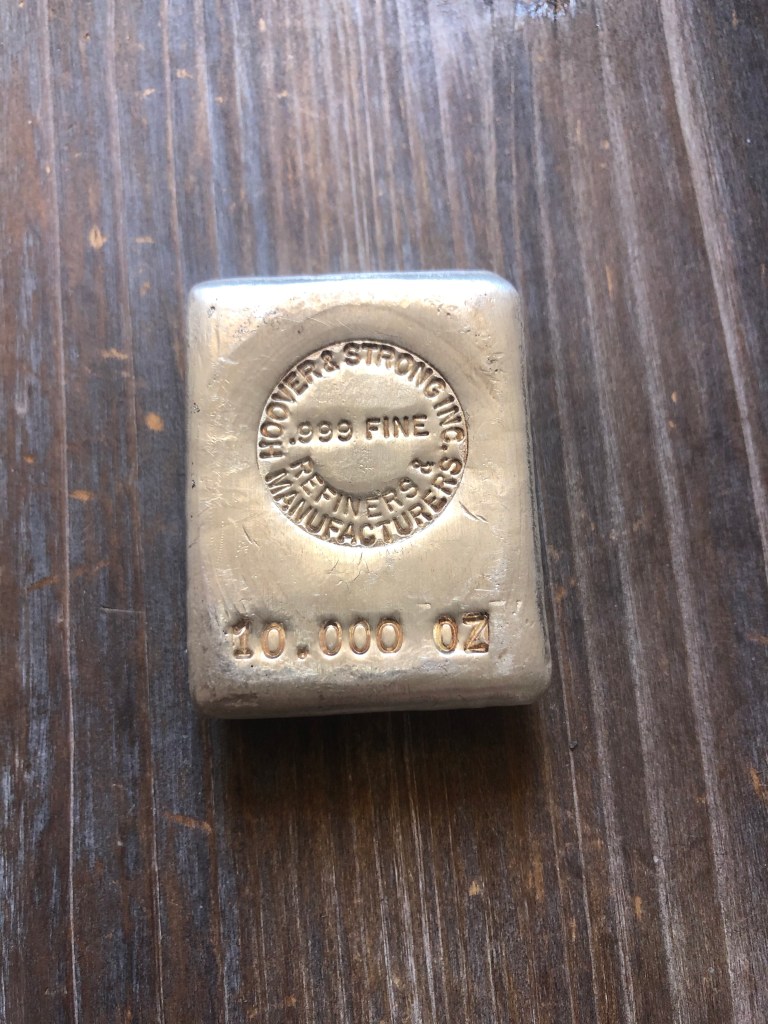 HOOVER & STRONG INC.
.999 FINE
REFINERS &
MANUFACTURERS
10.000 OZ